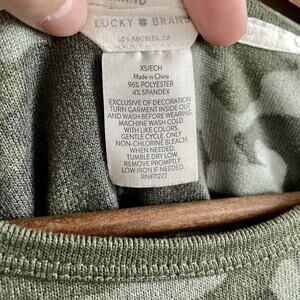 BRAND
LUCKY BRAND
LOS ANGELES, CA
XS/ECH
Made in China
96% POLYESTER
4% SPANDEX
EXCLUSIVE OF DECORATION
TURN GARMENT INSIDE OUT
AND WASH BEFORE WEARING
MACHINE WASH COLD
WITH LIKE COLORS,
GENTLE CYCLE. ONLY
NON-CHLORINE BLEACH
WHEN NEEDED.
TUMBLE DRY LOW.
REMOVE PROMPTLY.
LOW IRON IF NEEDED.
RN#71227